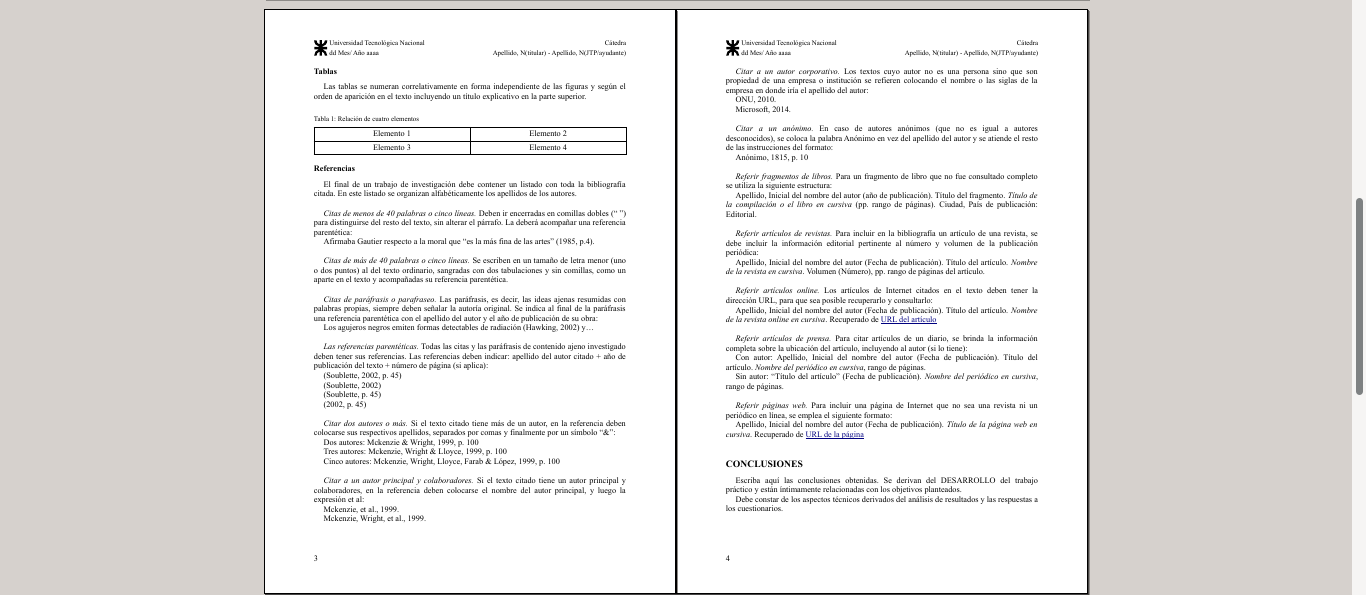 Universidad Tecnológica Nacional
Cátedra
dd Mes/ Año aaaa
Apellido, N(titular) - Apellido, N(JTP/ayudante)
Tablas
Las tablas se numeran correlativamente en forma independiente de las figuras y según el
orden de aparición en el texto incluyendo un título explicativo en la parte superior.
Tabla 1: Relación de cuatro elementos
Elemento 1
Elemento 2
Elemento 3
Elemento 4
Referencias
El final de un trabajo de investigación debe contener un listado con toda la bibliografía
citada. En este listado se organizan alfabéticamente los apellidos de los autores.
Citas de menos de 40 palabras o cinco líneas. Deben ir encerradas en comillas dobles (“ ”)
para distinguirse del resto del texto, sin alterar el párrafo. La deberá acompañar una referencia
parentética:
Afirmaba Gautier respecto a la moral que “es la más fina de las artes” (1985, p.4).
Citas de más de 40 palabras o cinco líneas. Se escriben en un tamaño de letra menor (uno
o dos puntos) al del texto ordinario, sangradas con dos tabulaciones y sin comillas, como un
aparte en el texto y acompañadas su referencia parentética.
Citas de paráfrasis o parafraseo. Las paráfrasis, es decir, las ideas ajenas resumidas con
palabras propias, siempre deben señalar la autoría original. Se indica al final de la paráfrasis
una referencia parentética con el apellido del autor y el año de publicación de su obra:
Los agujeros negros emiten formas detectables de radiación (Hawking, 2002) y…
Las referencias parentéticas. Todas las citas y las paráfrasis de contenido ajeno investigado
deben tener sus referencias. Las referencias deben indicar: apellido del autor citado + año de
publicación del texto + número de página (si aplica):
(Soublette, 2002, p. 45)
(Soublette, 2002)
(Soublette, p. 45)
(2002, p. 45)
Citar dos autores o más. Si el texto citado tiene más de un autor, en la referencia deben
colocarse sus respectivos apellidos, separados por comas y finalmente por un símbolo “&”:
Dos autores: Mckenzie & Wright, 1999, p. 100
Tres autores: Mckenzie, Wright & Lloyce, 1999, p. 100
Cinco autores: Mckenzie, Wright, Lloyce, Farab & López, 1999, p. 100
Citar a un autor principal y colaboradores. Si el texto citado tiene un autor principal y
colaboradores, en la referencia deben colocarse el nombre del autor principal, y luego la
expresión et al:
Mckenzie, et al., 1999.
Mckenzie, Wright, et al., 1999.
3
Universidad Tecnológica Nacional
Cátedra
dd Mes/ Año aaaa
Apellido, N(titular) - Apellido, N(JTP/ayudante)
Citar a un autor corporativo. Los textos cuyo autor no es una persona sino que son
propiedad de una empresa o institución se refieren colocando el nombre o las siglas de la
empresa en donde iría el apellido del autor:
ONU, 2010.
Microsoft, 2014.
Citar a un anónimo. En caso de autores anónimos (que no es igual a autores
desconocidos), se coloca la palabra Anónimo en vez del apellido del autor y se atiende el resto
de las instrucciones del formato:
Anónimo, 1815, p. 10
Referir fragmentos de libros. Para un fragmento de libro que no fue consultado completo
se utiliza la siguiente estructura:
Apellido, Inicial del nombre del autor (año de publicación). Título del fragmento. Título de
la compilación o el libro en cursiva (pp. rango de páginas). Ciudad, País de publicación:
Editorial.
Referir artículos de revistas. Para incluir en la bibliografía un artículo de una revista, se
debe incluir la información editorial pertinente al número y volumen de la publicación
periódica:
Apellido, Inicial del nombre del autor (Fecha de publicación). Título del artículo. Nombre
de la revista en cursiva. Volumen (Número), pp. rango de páginas del artículo.
Referir artículos online. Los artículos de Internet citados en el texto deben tener la
dirección URL, para que sea posible recuperarlo y consultarlo:
Apellido, Inicial del nombre del autor (Fecha de publicación). Título del artículo. Nombre
de la revista online en cursiva. Recuperado de URL del artículo
Referir artículos de prensa. Para citar artículos de un diario, se brinda la información
completa sobre la ubicación del artículo, incluyendo al autor (si lo tiene):
Con autor: Apellido, Inicial del nombre del autor (Fecha de publicación). Título del
artículo. Nombre del periódico en cursiva, rango de páginas.
Sin autor: “Título del artículo” (Fecha de publicación). Nombre del periódico en cursiva,
rango de páginas.
Referir páginas web. Para incluir una página de Internet que no sea una revista ni un
periódico en línea, se emplea el siguiente formato:
Apellido, Inicial del nombre del autor (Fecha de publicación). Título de la página web en
cursiva. Recuperado de URL de la página
CONCLUSIONES
Escriba aquí las conclusiones obtenidas. Se derivan del DESARROLLO del trabajo
práctico y están íntimamente relacionadas con los objetivos planteados.
Debe constar de los aspectos técnicos derivados del análisis de resultados y las respuestas a
los cuestionarios.
4